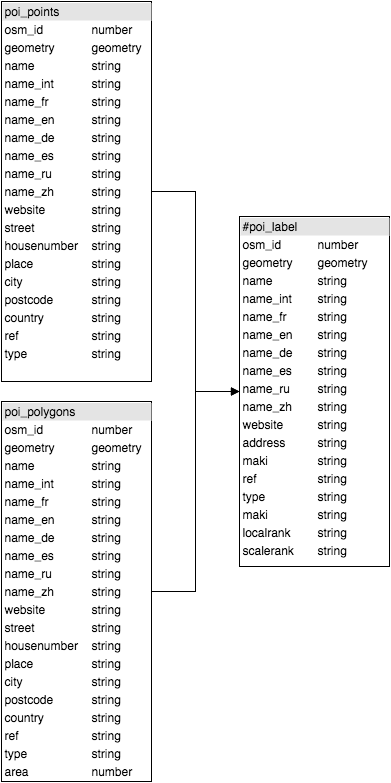 poi_points
osm_id number
geometry geometry
name string
name_int string
name_fr string
name_en string
name_de string
name_es string
name_ru string
name_zh string
website string
street string
housenumber string
place string
city string
postcode string
country string
ref string
type string
poi_polygons
osm_id number
geometry geometry
name string
name_int string
name_fr string
name_en string
name_de string
name_es string
name_ru string
name_zh string
website string
street string
housenumber string
place string
city string
postcode string
country string
ref string
type string
area number
#poi_label
osm_id number
geometry geometry
name string
name_int string
name_fr string
name_en string
name_de string
name_es string
name_ru string
name_zh string
website string
address string
maki string
ref string
type string
maki string
localrank string
scalerank string